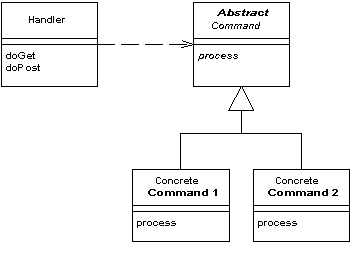 Handler
doGet
doPost
Abstract
Command
process
Concrete
Command 1
process
Concrete
Command 2
process